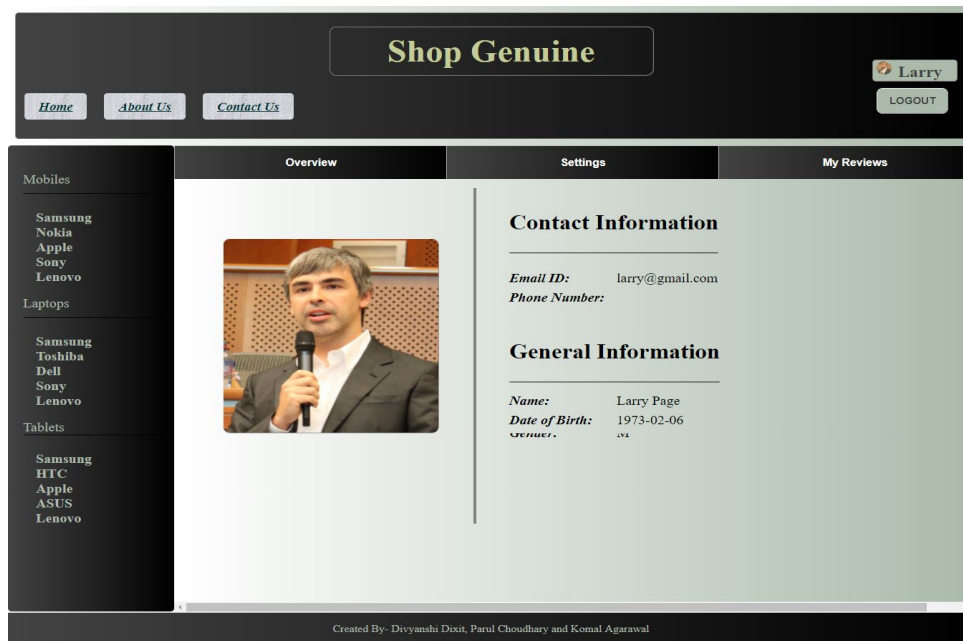 Shop Genuine
Larry
LOGOUT
Home About Us Contact Us
Overview Settings My Reviews
Mobiles
Samsung
Nokia
Apple
Sony
Lenovo
Laptops
Samsung
Toshiba
Dell
Sony
Lenovo
Tablets
Samsung
HTC
Apple
ASUS
Lenovo
Contact Information
Email ID: larry@gmail.com
Phone Number:
General Information
Name: Larry Page
Date of Birth: 1973-02-06
Gender: M
Created By- Divyanshi Dixit, Parul Choudhary and Komal Agarawal